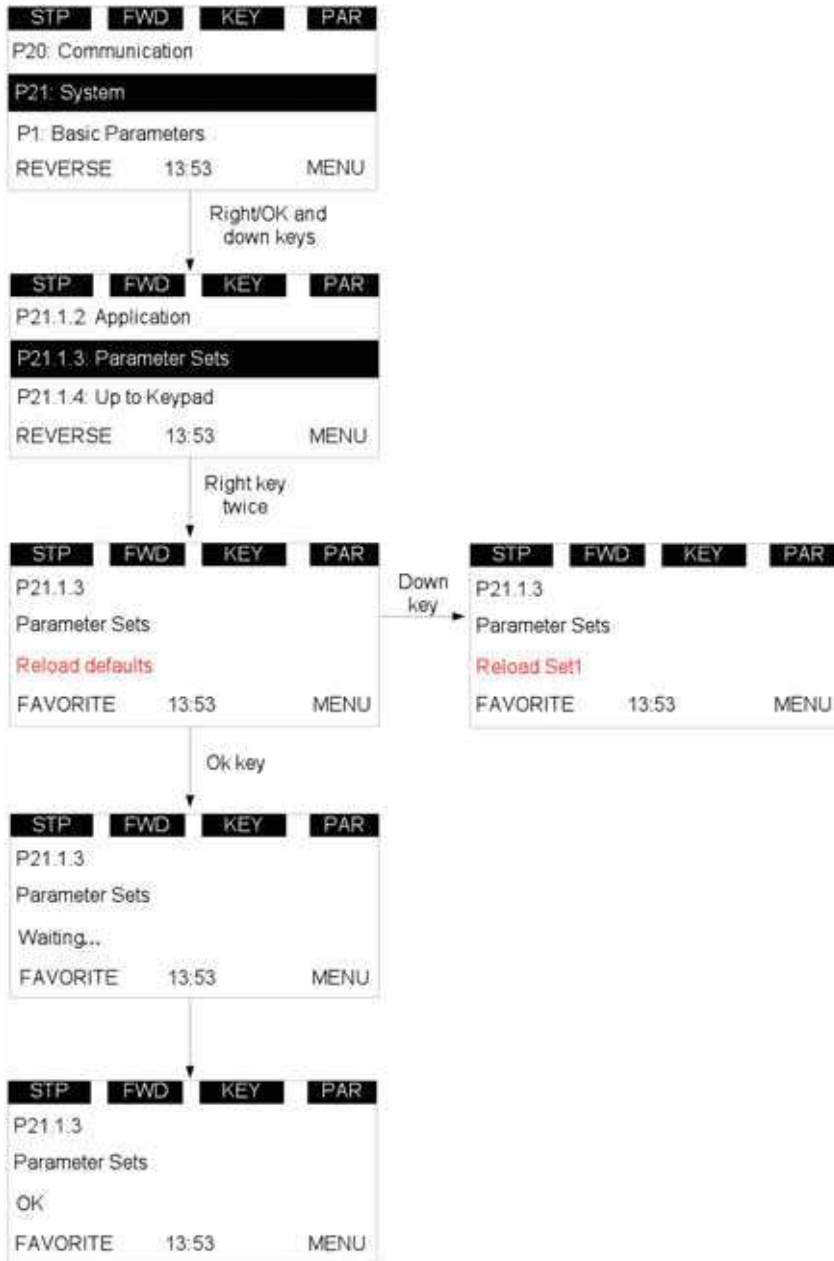 STP FWD KEY PAR
P20: Communication
P21: System
P1: Basic Parameters
REVERSE 13:53 MENU
Right/OK and
down keys
STP FWD KEY PAR
P21.1.2 Application
P21.1.3: Parameter Sets
P21.1.4: Up to Keypad
REVERSE 13:53 MENU
Right key
twice
STP FWD KEY PAR
P21.1.3
Parameter Sets
Reload defaults
FAVORITE 13:53 MENU
Down
key
STP FWD KEY PAR
P21.1.3
Parameter Sets
Reload Set1
FAVORITE 13:53 MENU
Ok key
STP FWD KEY PAR
P21.1.3
Parameter Sets
Waiting...
FAVORITE 13:53 MENU
STP FWD KEY PAR
P21.1.3
Parameter Sets
OK
FAVORITE 13:53 MENU